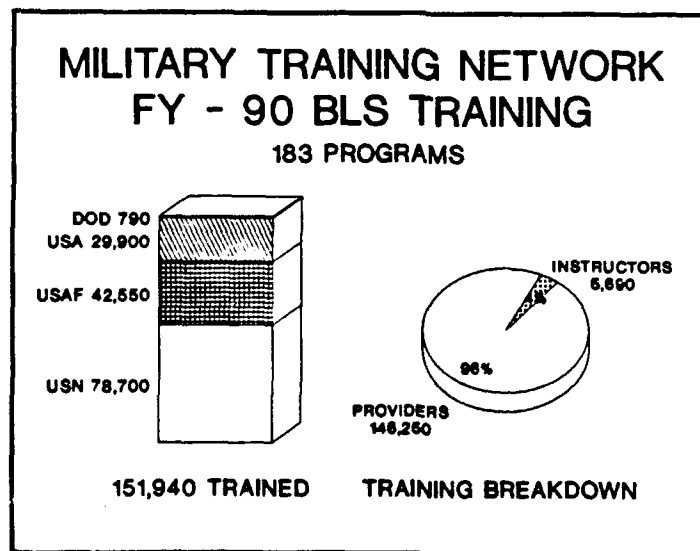 MILITARY TRAINING NETWORK
FY - 90 BLS TRAINING
183 PROGRAMS
DOD 790
USA 29,900
USAF 42,550
USN 78,700
151,940 TRAINED
INSTRUCTORS
5,690
96%
PROVIDERS
146,250
TRAINING BREAKDOWN